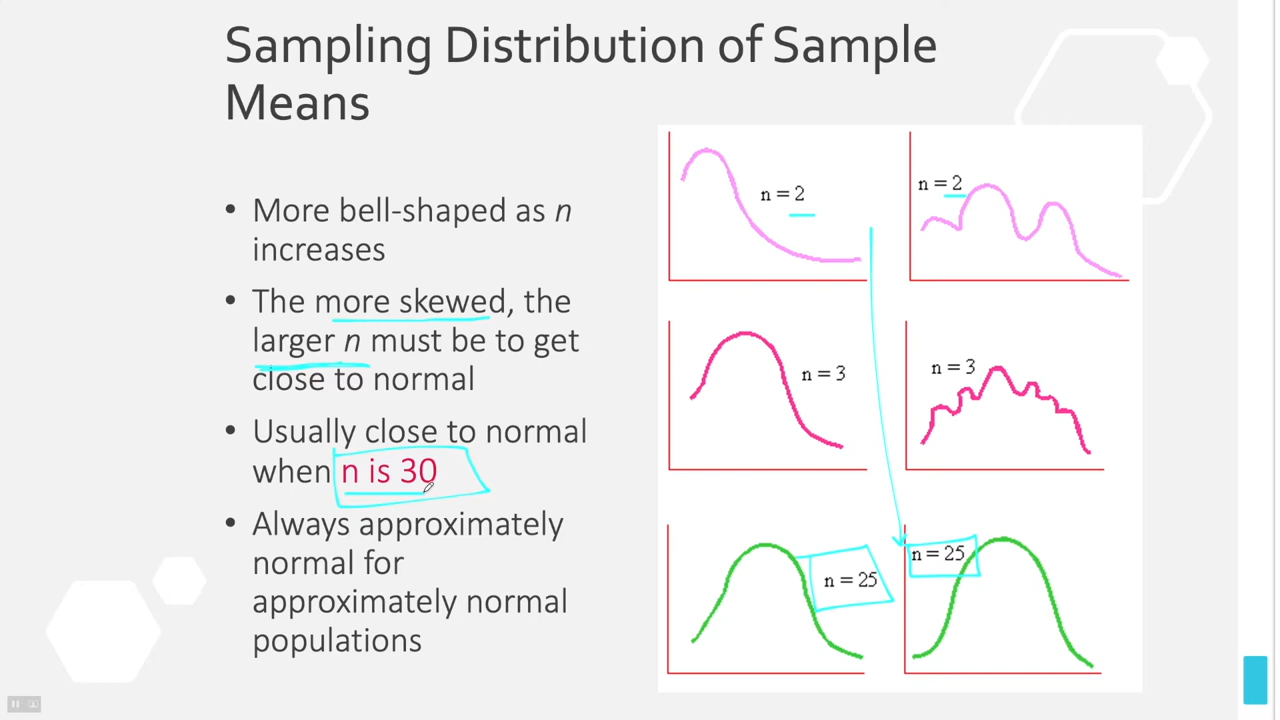 Sampling Distribution of Sample
Means
• More bell-shaped as n
increases
• The more skewed, the
larger n must be to get
close to normal
• Usually close to normal
when n is 30
• Always approximately
normal for
approximately normal
populations
n = 2
n = 2
n = 3
n = 3
n = 25
n = 25